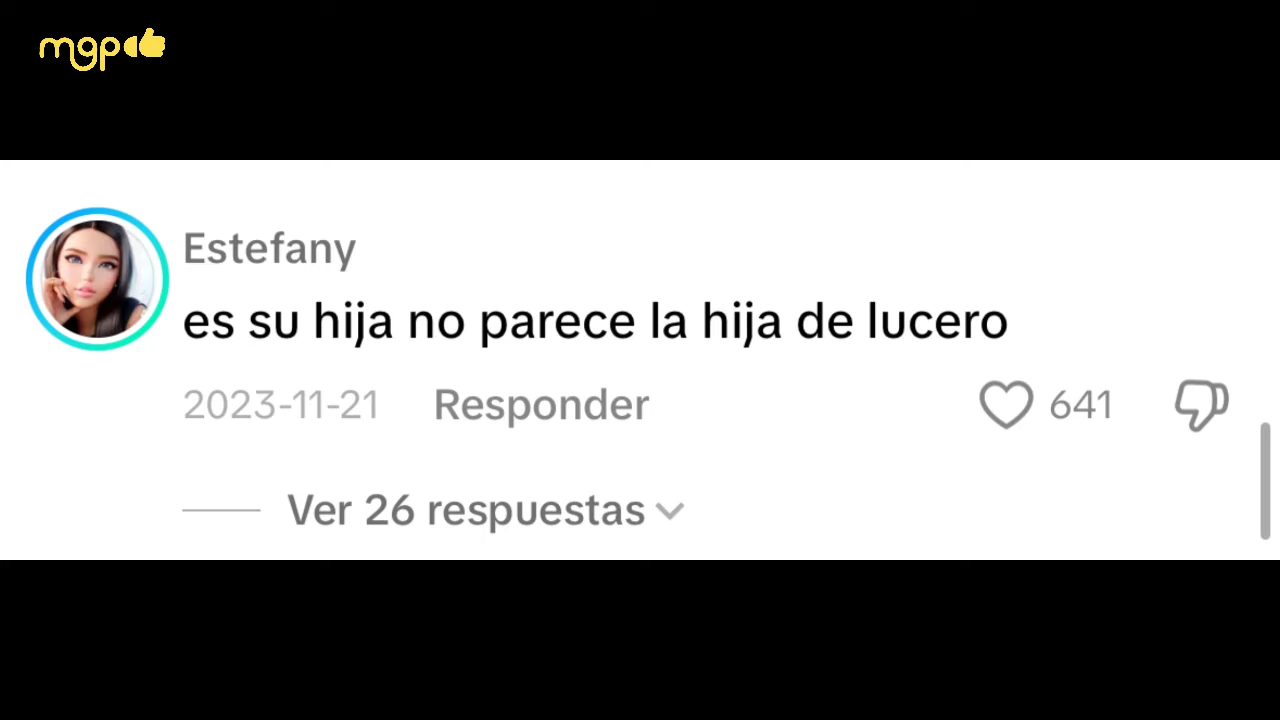 mgp
Estefany
es su hija no parece la hija de lucero
2023-11-21 Responder 641
Ver 26 respuestas